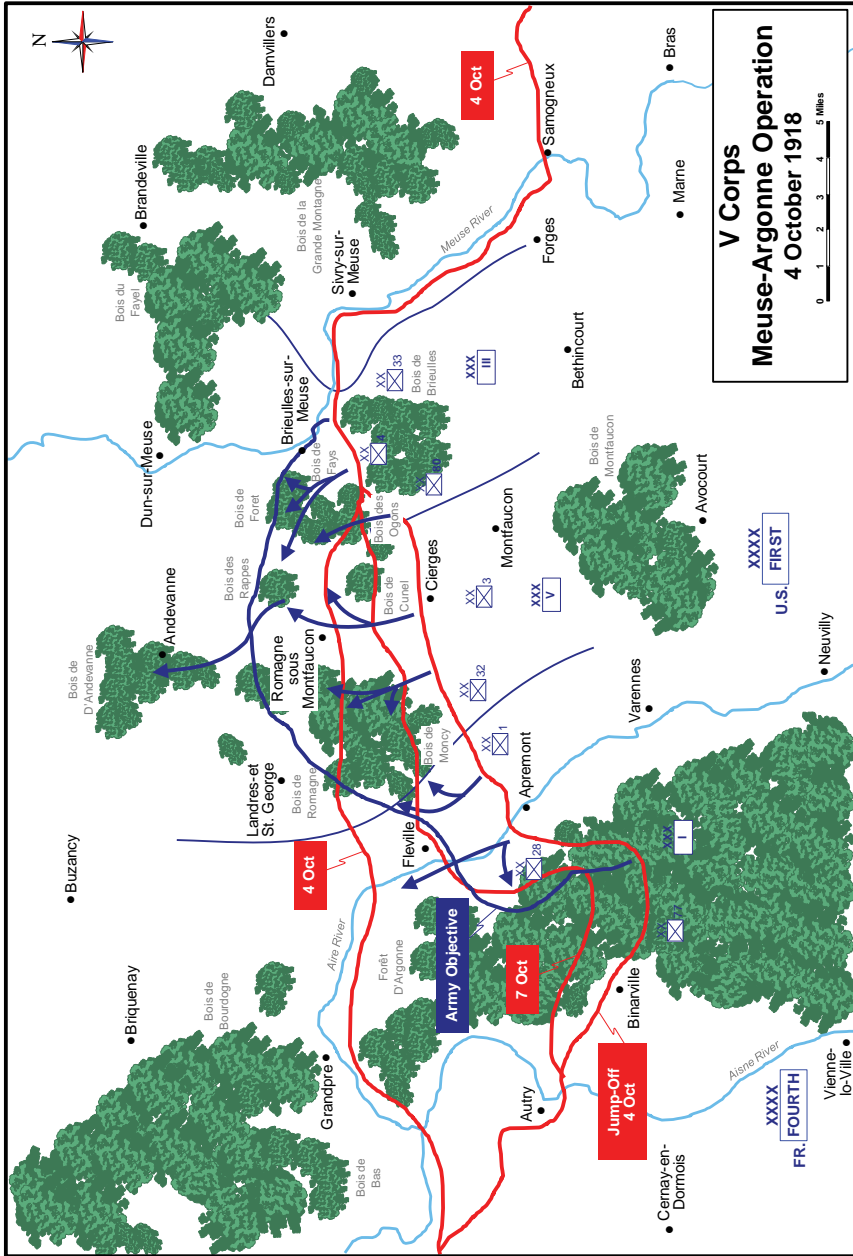 V Corps
Meuse-Argonne Operation
4 October 1918
0 1 2 3 4 5 Miles
N
Buzancy
Briquenay
Bois de
Bourdogne
Grandpre
Bois de
Bas
Aire River
Forêt
D'Argonne
Bois de
D'Andevanne
Andevanne
Landres-et
St. George
Bois de
Romagne
Romagne
sous
Montfaucon
Bois des
Rappes
Bois de
Foret
Bois de
Fays
Dun-sur-Meuse
Brieulles-sur-
Meuse
Bois du
Fayel
Brandeville
Bois de la
Grande Montagne
Damvillers
Sivry-sur-
Meuse
Meuse River
4 Oct
4 Oct
Samogneux
Forges
Bras
Marne
Bethincourt
XX
33
Bois de
Brieulles
XXX
III
XX
4
XX
80
Bois des
Ogons
Bois de
Cunel
Cierges
Montfaucon
XX
3
XXX
V
XX
32
Bois de
Moncy
XX
1
Fleville
Apremont
XX
28
Army Objective
7 Oct
Jump-Off
4 Oct
Autry
Binarville
XX
77
XXX
I
Varennes
Neuvilly
Avocourt
Bois de
Montfaucon
XXXX
U.S. FIRST
XXXX
FR. FOURTH
Cernay-en-
Dormois
Aisne River
Vienne-
lo-Ville